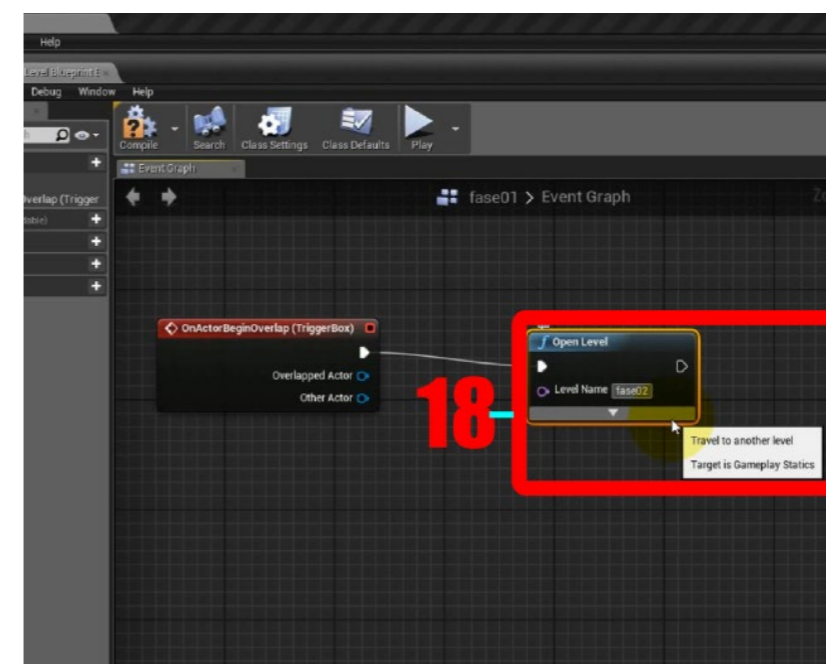 Help
Level Blueprint E
Debug Window Help
Compile
Search
Class Settings
Class Defaults
Play
Event Graph
fase01 > Event Graph
verlap (Trigger
OnActorBeginOverlap (TriggerBox)
Overlapped Actor
Other Actor
18
f Open Level
Level Name fase02
Travel to another level
Target is Gameplay Statics